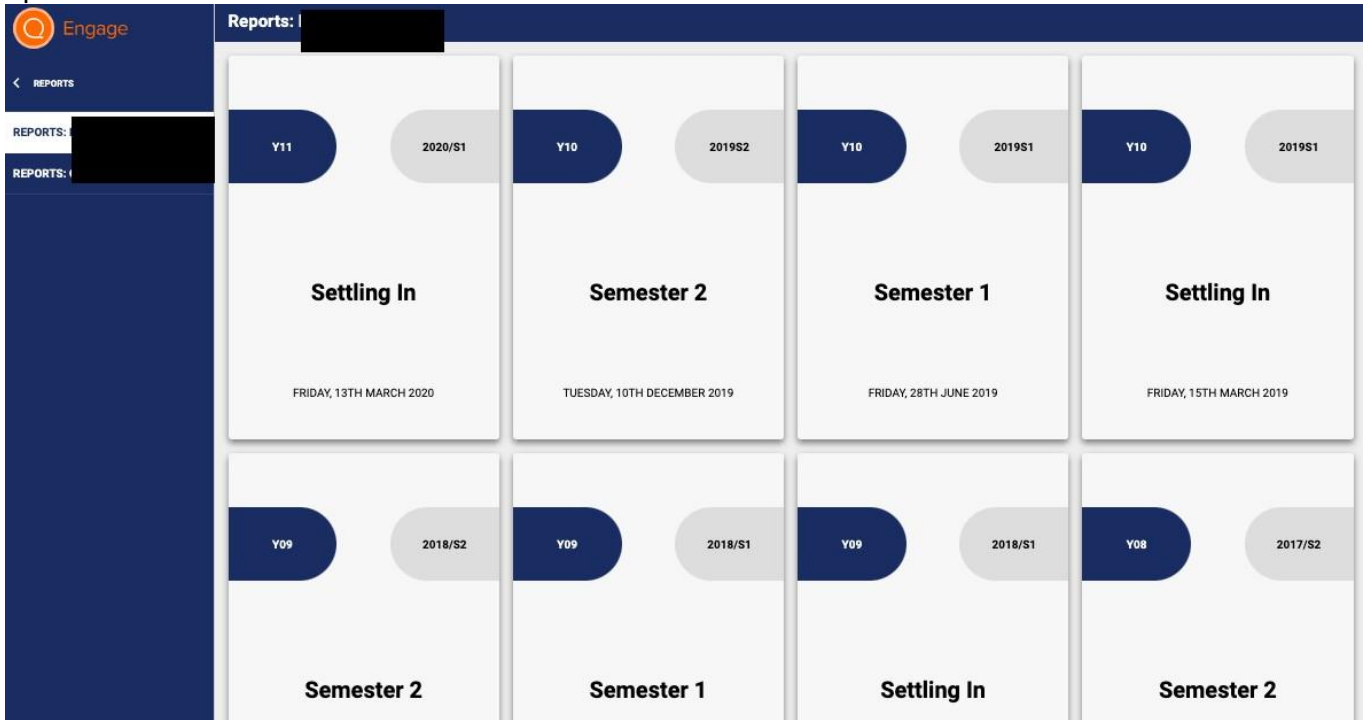 Engage
Reports:
REPORTS
REPORTS:
REPORTS:
Y11
2020/S1
Settling In
FRIDAY, 13TH MARCH 2020
Y10
2019S2
Semester 2
TUESDAY, 10TH DECEMBER 2019
Y10
2019S1
Semester 1
FRIDAY, 28TH JUNE 2019
Y10
2019S1
Settling In
FRIDAY, 15TH MARCH 2019
Y09
2018/S2
Semester 2
Y09
2018/S1
Semester 1
Y09
2018/S1
Settling In
Y08
2017/S2
Semester 2